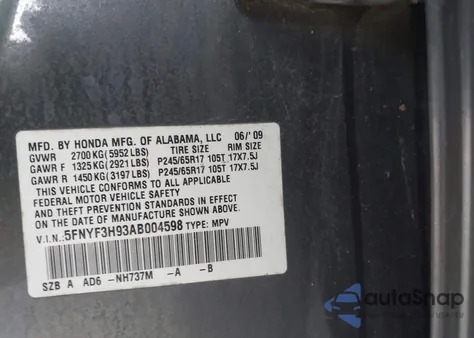 MFD. BY HONDA MFG. OF ALABAMA, LLC 06/'09
GVWR 2700 KG(5952 LBS) TIRE SIZE RIM SIZE
GAWR F 1325 KG(2921 LBS) P245/65R17 105T 17X7.5J
GAWR R 1450 KG(3197 LBS) P245/65R17 105T 17X7.5J
THIS VEHICLE CONFORMS TO ALL APPLICABLE
FEDERAL MOTOR VEHICLE SAFETY
AND THEFT PREVENTION STANDARDS IN EFFECT
ON THE DATE OF MANUFACTURE SHOWN ABOVE.
V.I.N.:5FNYF3H93AB004598 TYPE: MPV
SZB A AD6 -NH737M -A -B
autoSnap